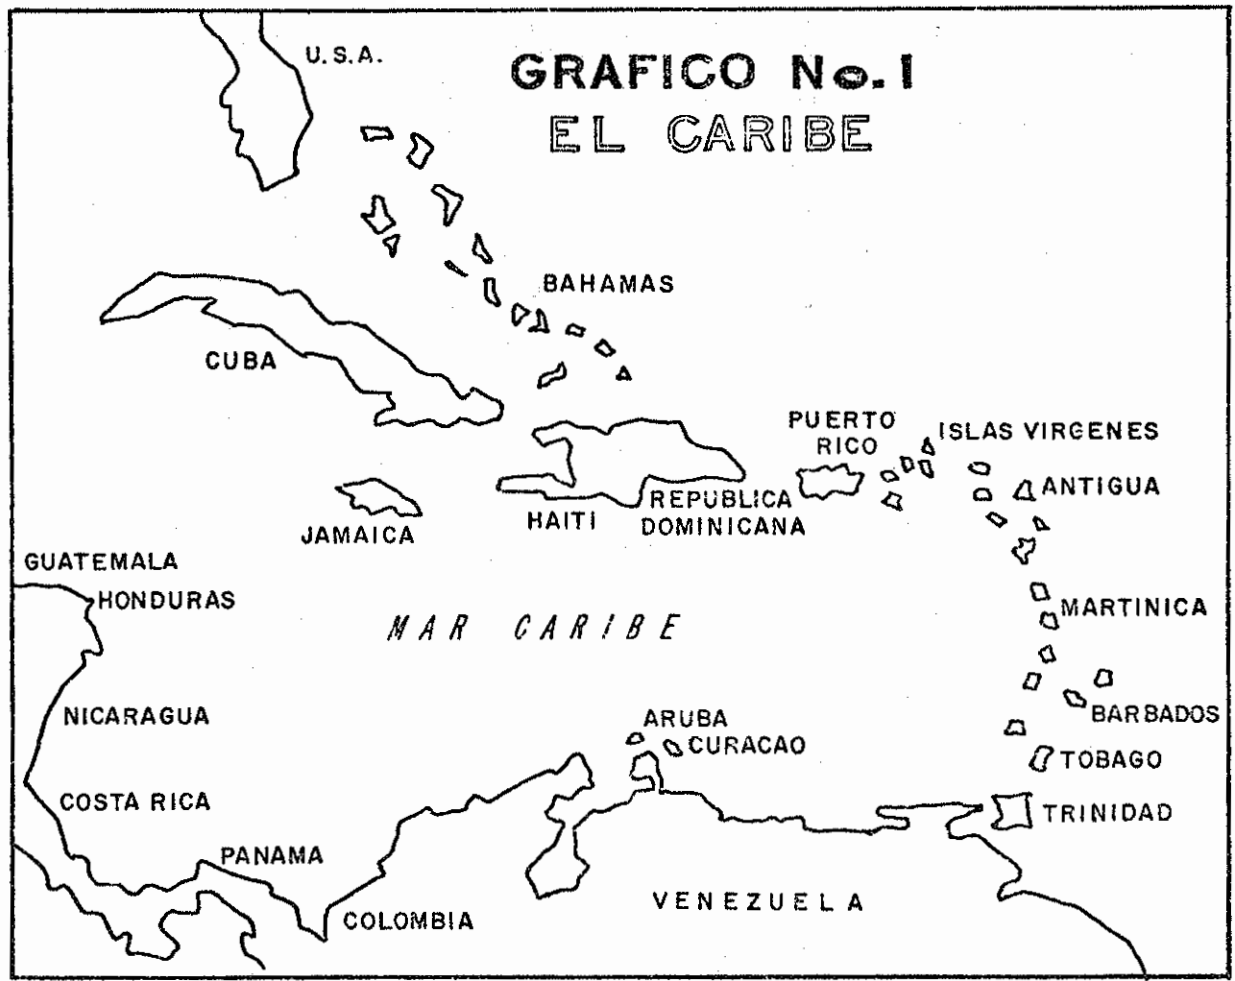 GRAFICO No. 1
EL CARIBE
U.S.A.
BAHAMAS
CUBA
PUERTO
RICO
ISLAS VIRGENES
ANTIGUA
JAMAICA
HAITI
REPUBLICA
DOMINICANA
GUATEMALA
HONDURAS
MAR CARIBE
MARTINICA
NICARAGUA
ARUBA
CURACAO
BARBADOS
TOBAGO
COSTA RICA
TRINIDAD
PANAMA
COLOMBIA
VENEZUELA